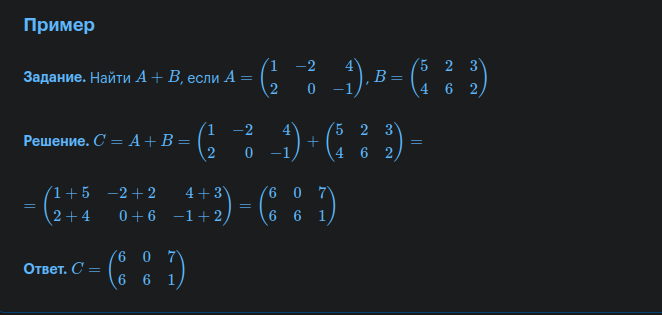 Пример
Задание. Найти A + B, если A = (1 −2 4
2 0 −1), B = (5 2 3
4 6 2)
Решение. C = A + B = (1 −2 4
2 0 −1) + (5 2 3
4 6 2) =
= (1 + 5 −2 + 2 4 + 3
2 + 4 0 + 6 −1 + 2) = (6 0 7
6 6 1)
Ответ. C = (6 0 7
6 6 1)